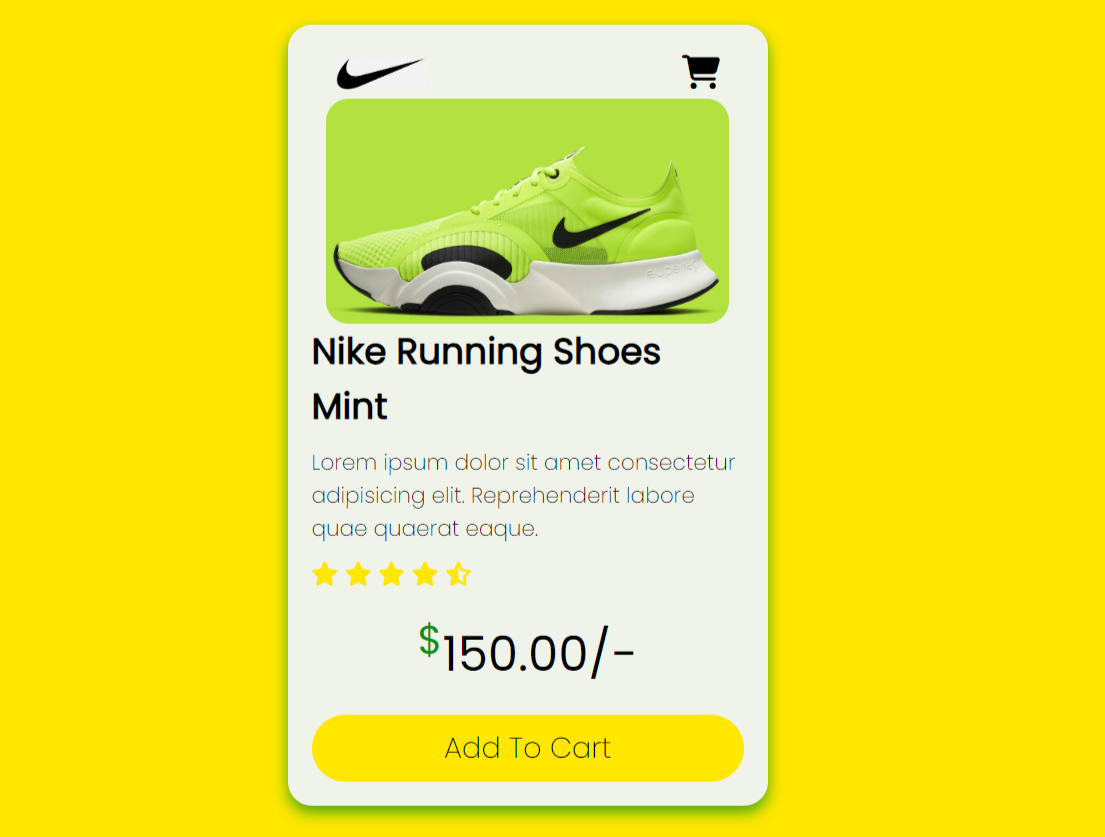 Nike Running Shoes
Mint
Lorem ipsum dolor sit amet consectetur
adipisicing elit. Reprehenderit labore
quae quaerat eaque.
$150.00/-
Add To Cart